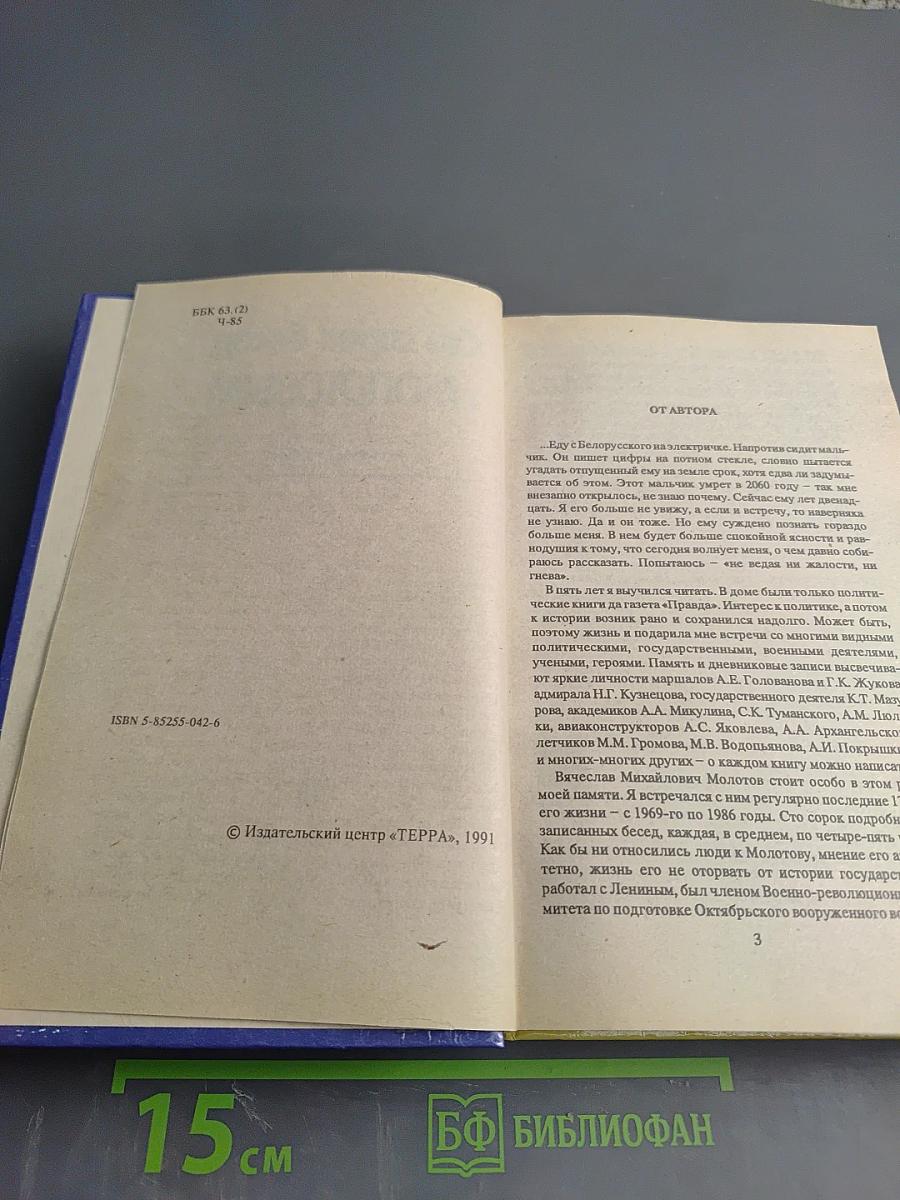 ББК 63.(2)
Ч-85
ISBN 5-85255-042-6
© Издательский центр «ТЕРРА», 1991
ОТ АВТОРА
...Еду с Белорусского на электричке. Напротив сидит маль-
чик. Он пишет цифры на потном стекле, словно пытается
угадать отпущенный ему на земле срок, хотя едва ли задумы-
вается об этом. Этот мальчик умрет в 2060 году – так мне
внезапно открылось, не знаю почему. Сейчас ему лет двенад-
цать. Я его больше не увижу, а если и встречу, то наверняка
не узнаю. Да и он тоже. Но ему суждено познать гораздо
больше меня. В нем будет больше спокойной ясности и рав-
нодушия к тому, что сегодня волнует меня, о чем давно соби-
раюсь рассказать. Попытаюсь – «не ведая ни жалости, ни
гнева».
В пять лет я выучился читать. В доме были только полити-
ческие книги да газета «Правда». Интерес к политике, а потом
к истории возник рано и сохранился надолго. Может быть,
поэтому жизнь и подарила мне встречи со многими видными
политическими, государственными, военными деятелями,
учеными, героями. Память и дневниковые записи высвечива-
ют яркие личности маршалов А.Е. Голованова и Г.К. Жукова
адмирала Н.Г. Кузнецова, государственного деятеля К.Т. Мазу
рова, академиков А.А. Микулина, С.К. Туманского, А.М. Люл
ки, авиаконструкторов А.С. Яковлева, А.А. Архангельско
летчиков М.М. Громова, М.В. Водопьянова, А.И. Покрышк
и многих-многих других – о каждом книгу можно написат
Вячеслав Михайлович Молотов стоит особо в этом р
моей памяти. Я встречался с ним регулярно последние 1
его жизни – с 1969-го по 1986 годы. Сто сорок подробн
записанных бесед, каждая, в среднем, по четыре-пять
Как бы ни относились люди к Молотову, мнение его а
тетно, жизнь его не оторвать от истории государст
работал с Лениным, был членом Военно-революцион
митета по подготовке Октябрьского вооруженного во
3
15 см
БФ БИБЛИОФАН